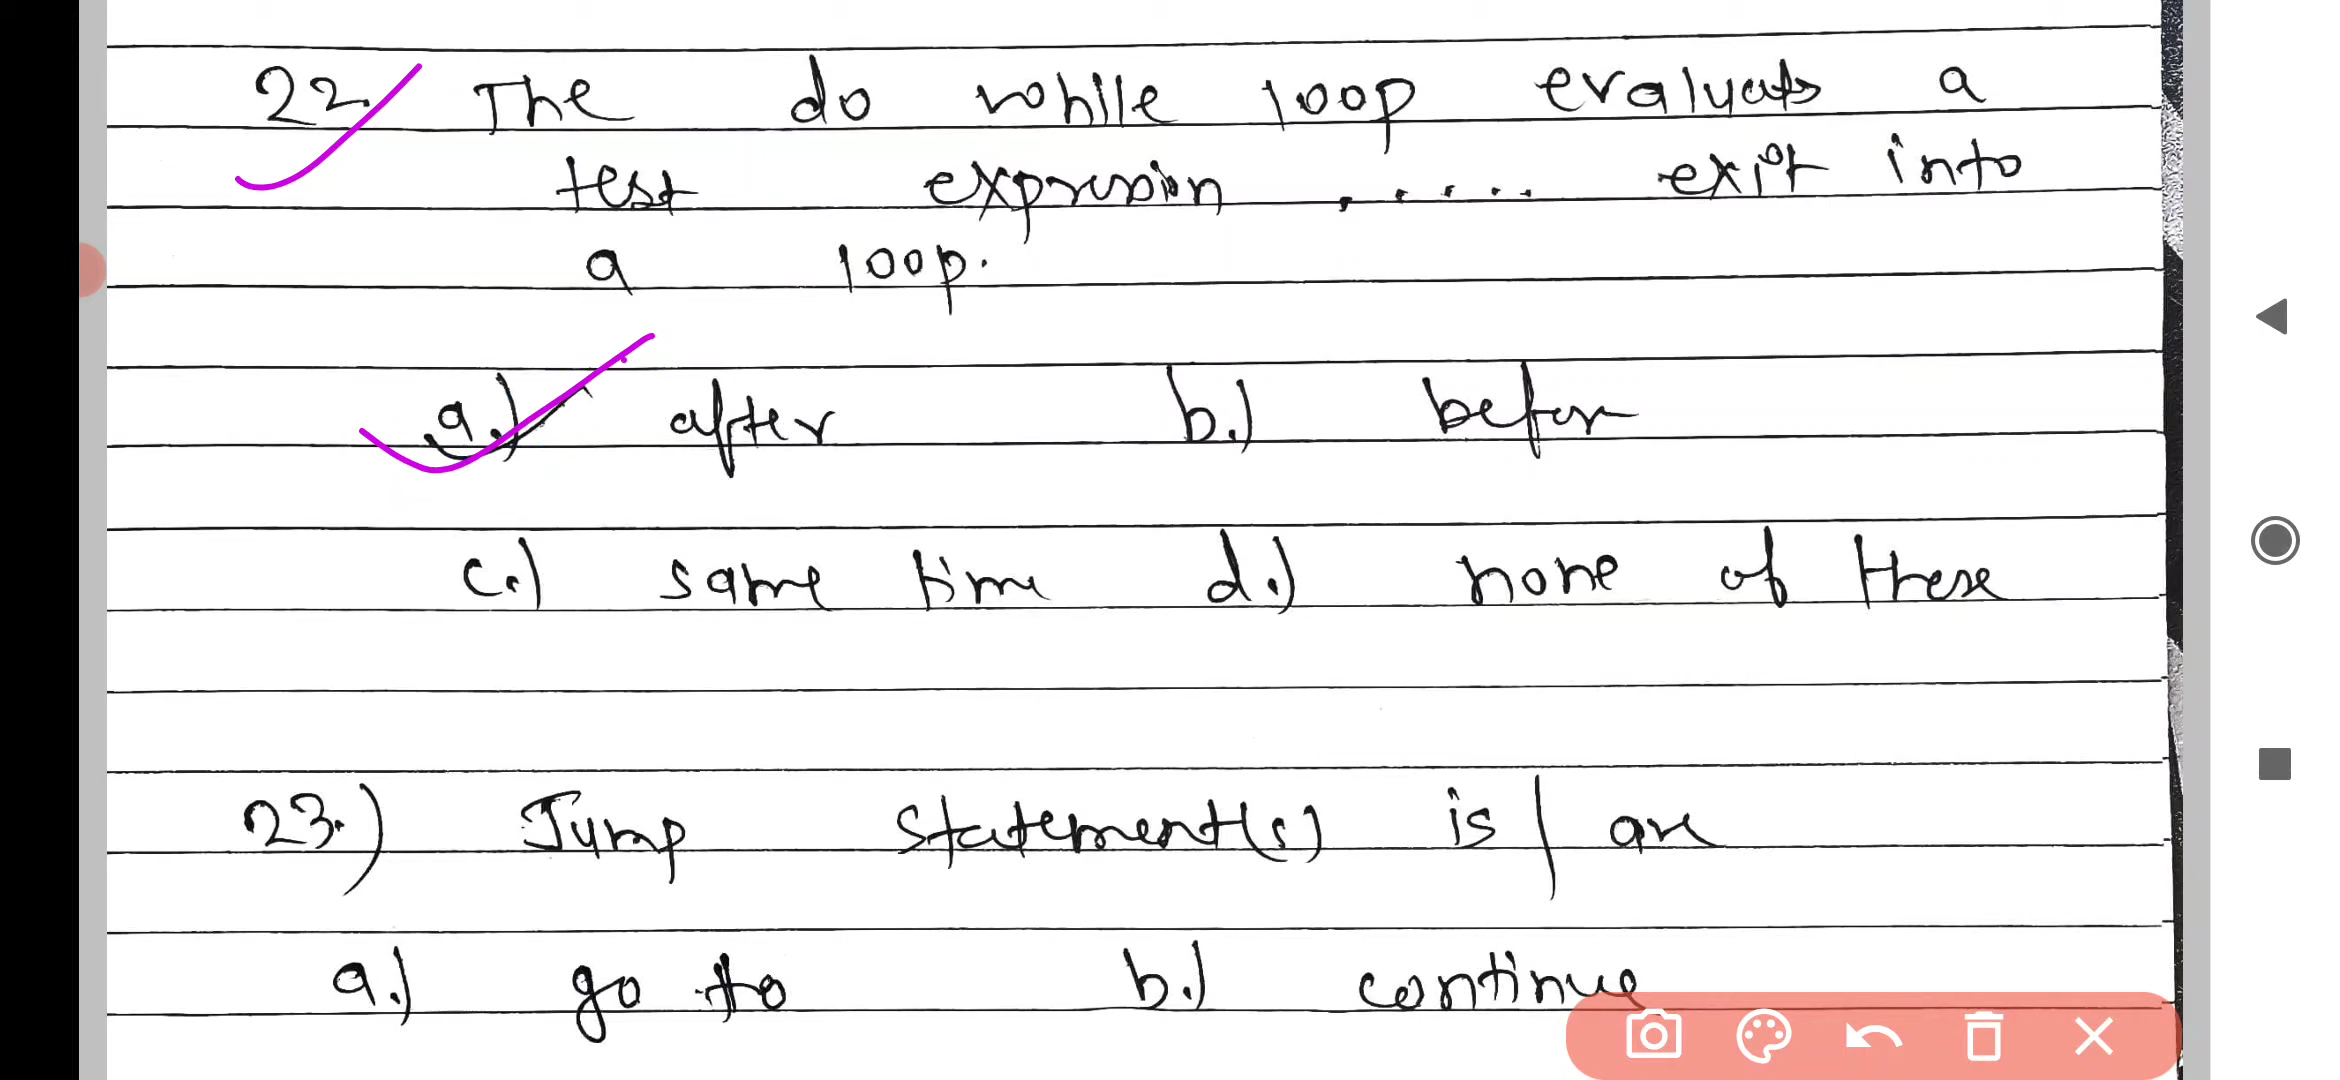 22. The do while loop evaluats a
test expression ...... exit into
a loop.
a.) after b.) before
c.) same time d.) none of these
23.) Jump statement(s) is / are
a.) go to b.) continue